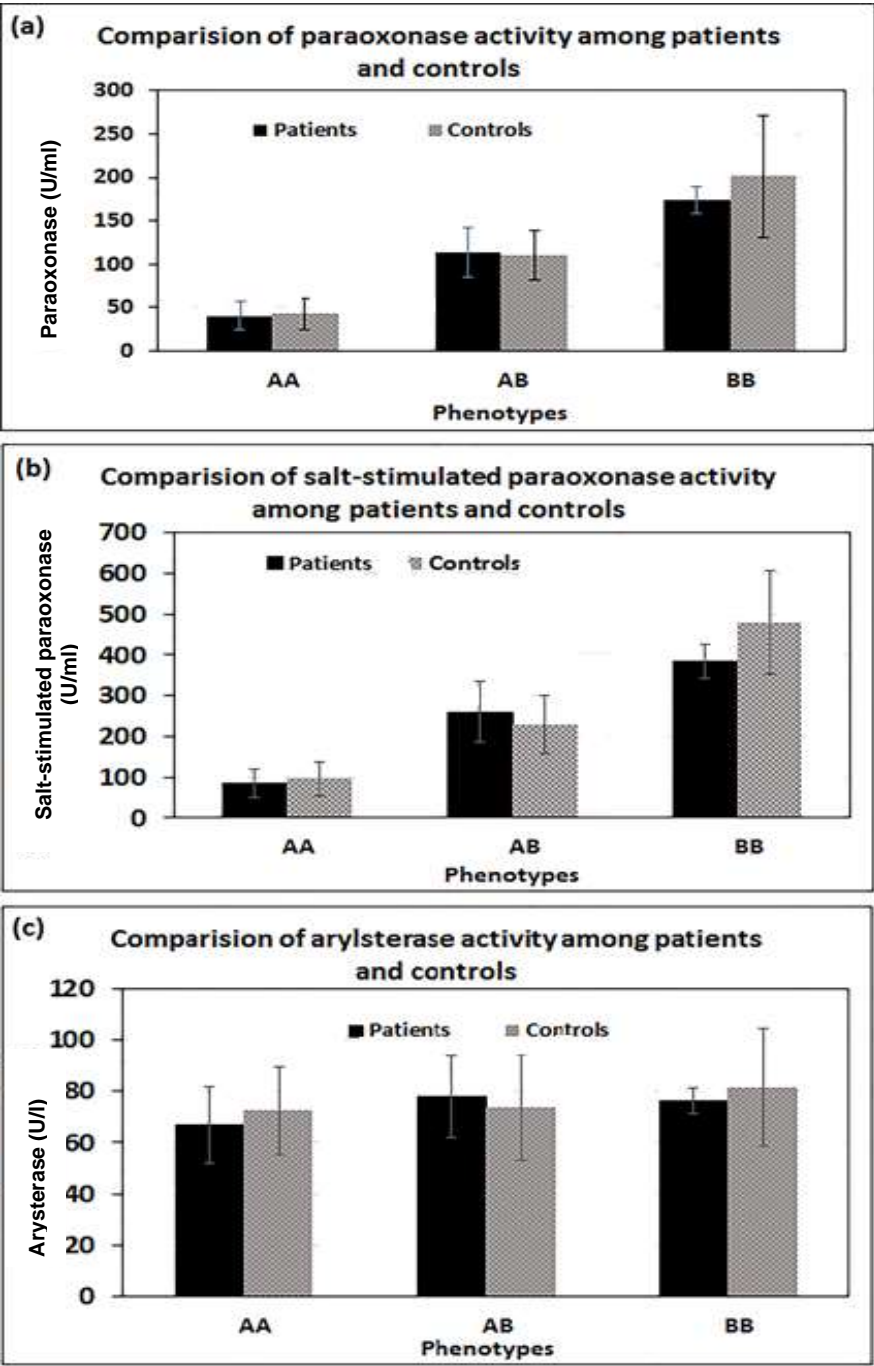 (a)
Comparision of paraoxonase activity among patients
and controls
Paraoxonase (U/ml)
300
250
200
150
100
50
0
Patients
Controls
AA
AB
BB
Phenotypes
(b)
Comparision of salt-stimulated paraoxonase activity
among patients and controls
Salt-stimulated paraoxonase
(U/ml)
700
600
500
400
300
200
100
0
Patients
Controls
AA
AB
BB
Phenotypes
(c)
Comparision of arylsterase activity among patients
and controls
Arysterase (U/l)
120
100
80
60
40
20
0
Patients
Controls
AA
AB
BB
Phenotypes